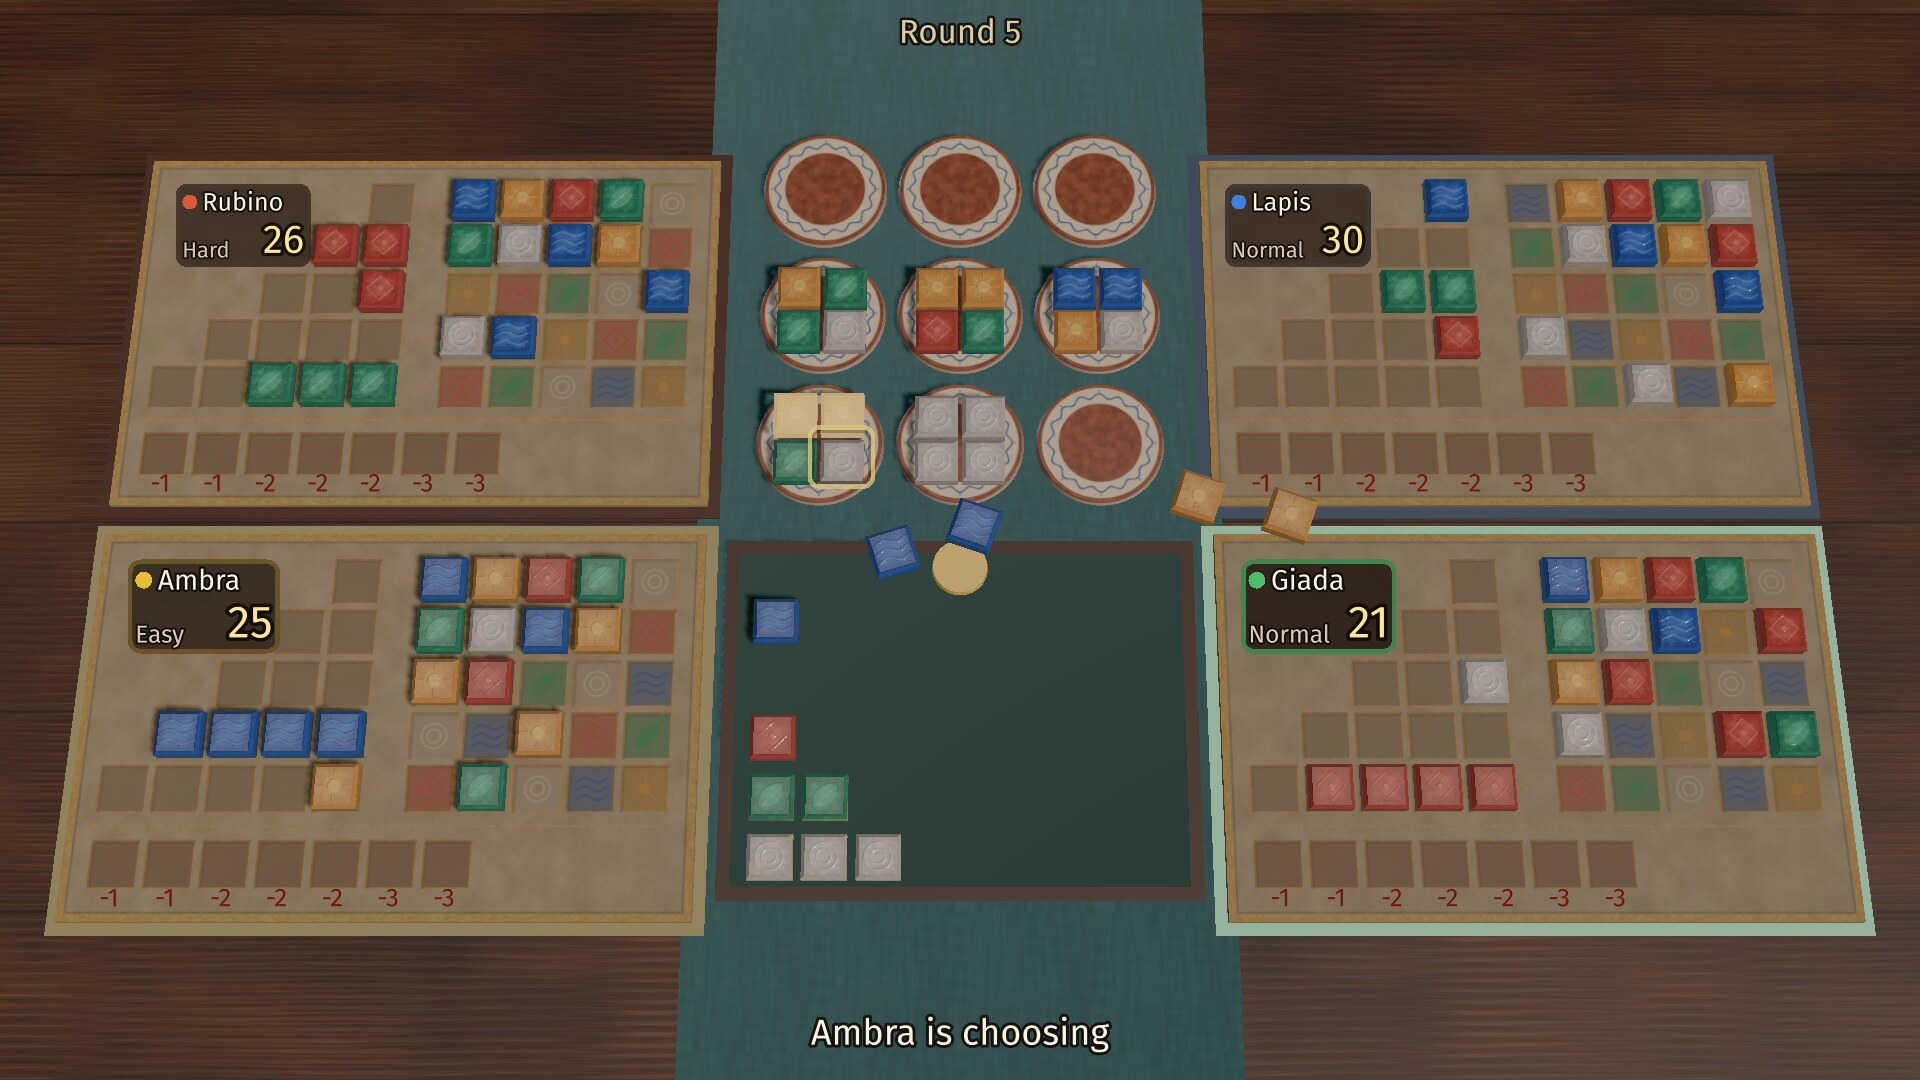 Round 5
Rubino
Hard 26
-1 -1 -2 -2 -2 -3 -3
Lapis
Normal 30
-1 -1 -2 -2 -2 -3 -3
Ambra
Easy 25
-1 -1 -2 -2 -2 -3 -3
Giada
Normal 21
-1 -1 -2 -2 -2 -3 -3
Ambra is choosing